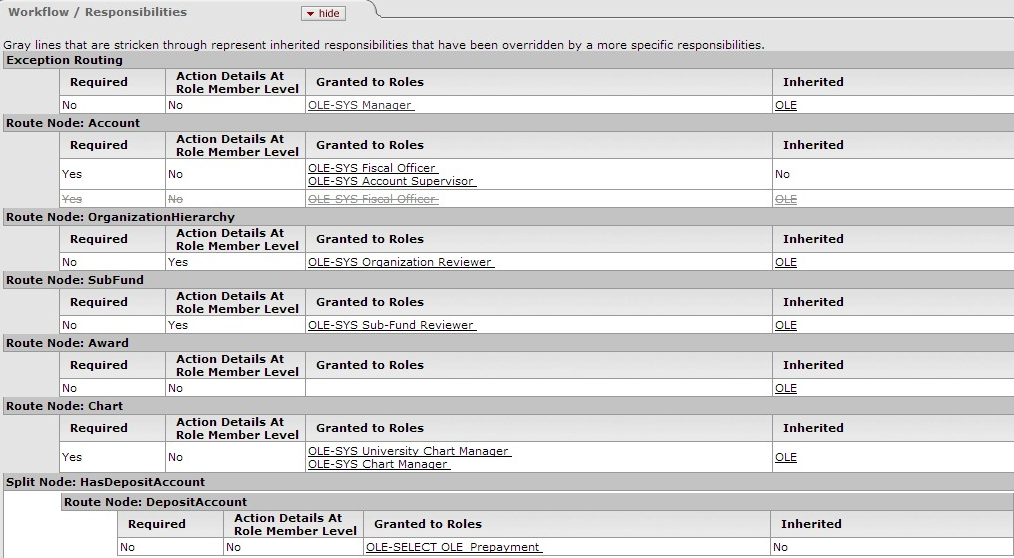 Workflow / Responsibilities
hide
Gray lines that are stricken through represent inherited responsibilities that have been overridden by a more specific responsibilities.
Exception Routing
Required Action Details At Role Member Level Granted to Roles Inherited
No No OLE-SYS Manager OLE
Route Node: Account
Required Action Details At Role Member Level Granted to Roles Inherited
Yes No OLE-SYS Fiscal Officer No
OLE-SYS Account Supervisor
Yes No OLE-SYS Fiscal Officer OLE
Route Node: OrganizationHierarchy
Required Action Details At Role Member Level Granted to Roles Inherited
No Yes OLE-SYS Organization Reviewer OLE
Route Node: SubFund
Required Action Details At Role Member Level Granted to Roles Inherited
No Yes OLE-SYS Sub-Fund Reviewer OLE
Route Node: Award
Required Action Details At Role Member Level Granted to Roles Inherited
No No OLE
Route Node: Chart
Required Action Details At Role Member Level Granted to Roles Inherited
Yes No OLE-SYS University Chart Manager OLE
OLE-SYS Chart Manager
Split Node: HasDepositAccount
Route Node: DepositAccount
Required Action Details At Role Member Level Granted to Roles Inherited
No No OLE-SELECT OLE_Prepayment No